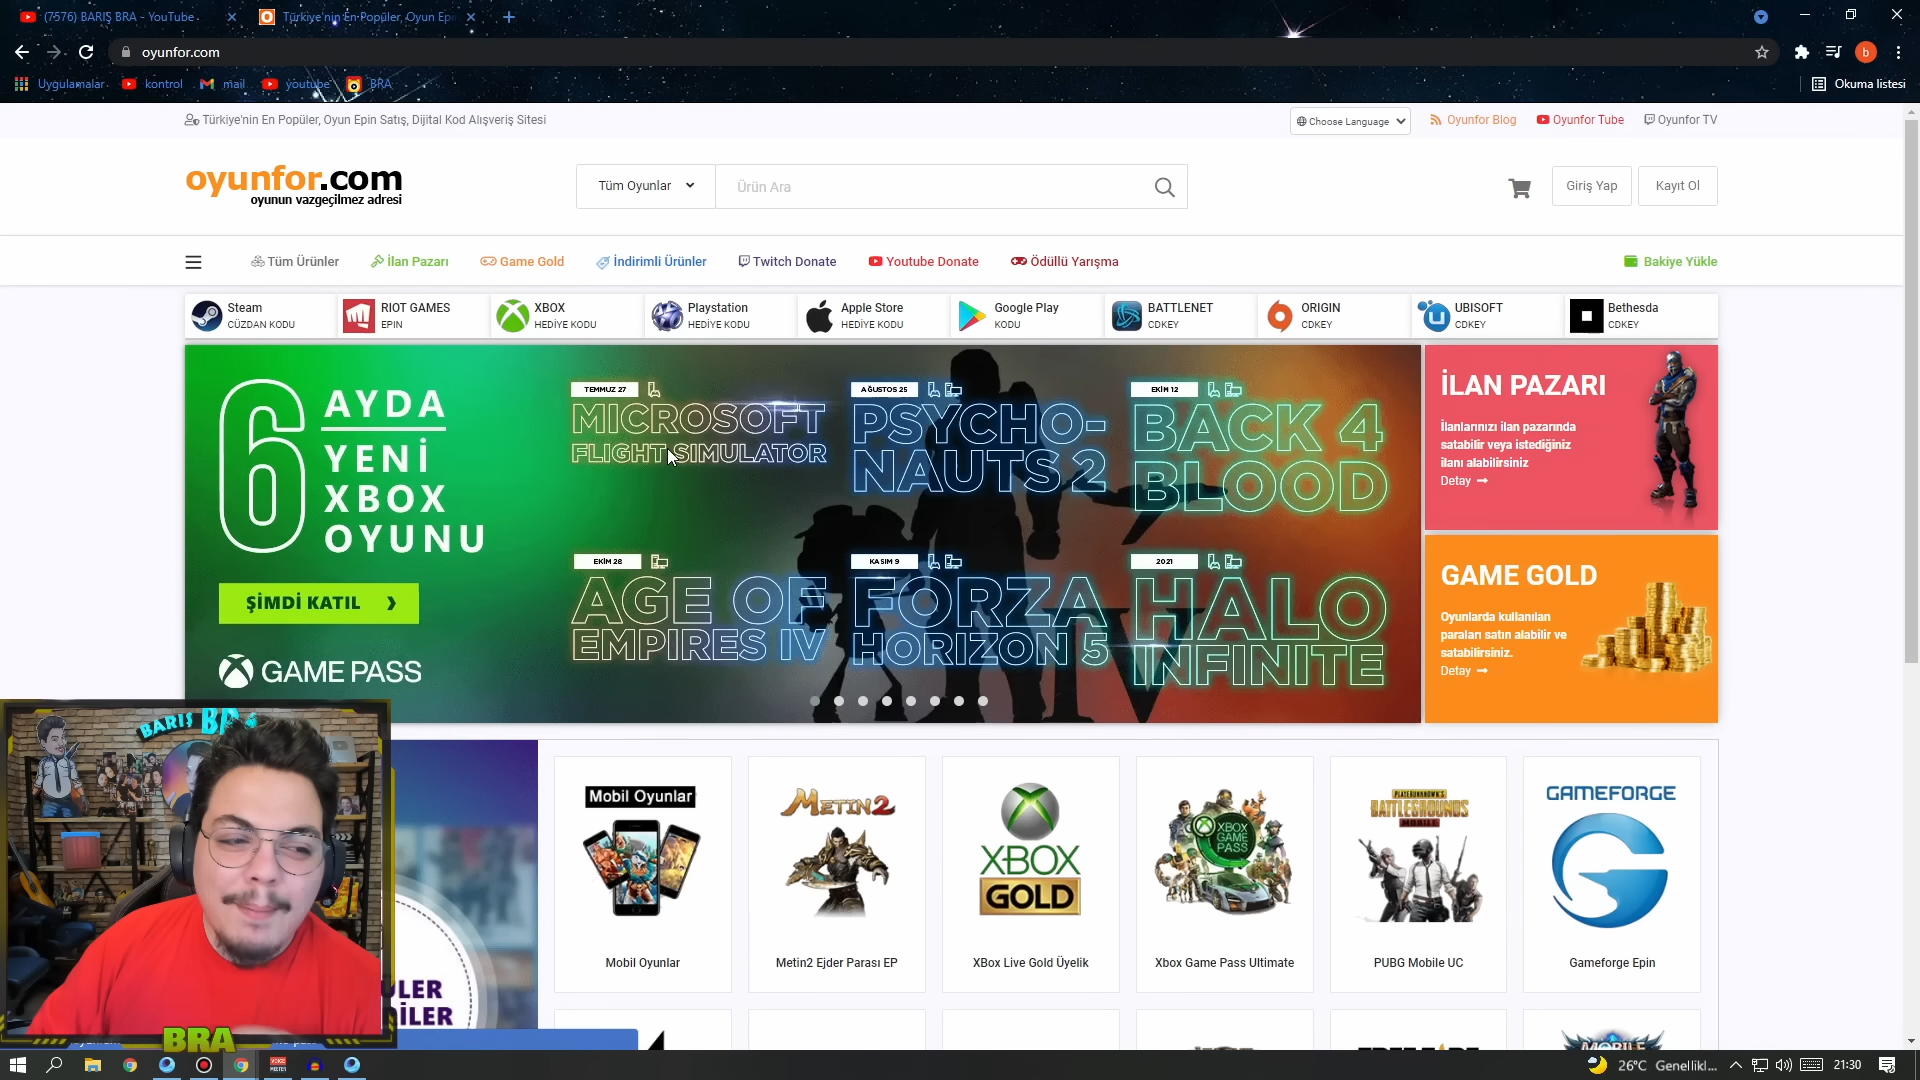 (7576) BARIŞ BRA - YouTube
Türkiye'nin En Popüler, Oyun Epi
oyunfor.com
Uygulamalar
kontrol
mail
youtube
BRA
Okuma listesi
Türkiye'nin En Popüler, Oyun Epin Satış, Dijital Kod Alışveriş Sitesi
Choose Language
Oyunfor Blog
Oyunfor Tube
Oyunfor TV
oyunfor.com
oyunun vazgeçilmez adresi
Tüm Oyunlar
Ürün Ara
Giriş Yap
Kayıt Ol
Tüm Ürünler
İlan Pazarı
Game Gold
İndirimli Ürünler
Twitch Donate
Youtube Donate
Ödüllü Yarışma
Bakiye Yükle
Steam
CÜZDAN KODU
RIOT GAMES
EPIN
XBOX
HEDİYE KODU
Playstation
HEDİYE KODU
Apple Store
HEDİYE KODU
Google Play
KODU
BATTLENET
CDKEY
ORIGIN
CDKEY
UBISOFT
CDKEY
Bethesda
CDKEY
6 AYDA
YENİ
XBOX
OYUNU
ŞİMDİ KATIL
GAME PASS
TEMMUZ 27
MICROSOFT
FLIGHT SIMULATOR
AĞUSTOS 25
PSYCHO-
NAUTS 2
EKİM 12
BACK 4
BLOOD
EKİM 28
AGE OF
EMPIRES IV
KASIM 9
FORZA
HORIZON 5
2021
HALO
INFINITE
İLAN PAZARI
İlanlarınızı ilan pazarında
satabilir veya istediğiniz
ilanı alabilirsiniz
Detay
GAME GOLD
Oyunlarda kullanılan
paraları satın alabilir ve
satabilirsiniz.
Detay
BARIŞ BRA
BRA
Mobil Oyunlar
Mobil Oyunlar
METIN2
Metin2 Ejder Parası EP
XBOX
GOLD
XBox Live Gold Üyelik
XBOX
GAME
PASS
Xbox Game Pass Ultimate
PLAYERUNKNOWN'S
BATTLEGROUNDS
MOBILE
PUBG Mobile UC
GAMEFORGE
Gameforge Epin
26°C Genellikl...
21:30